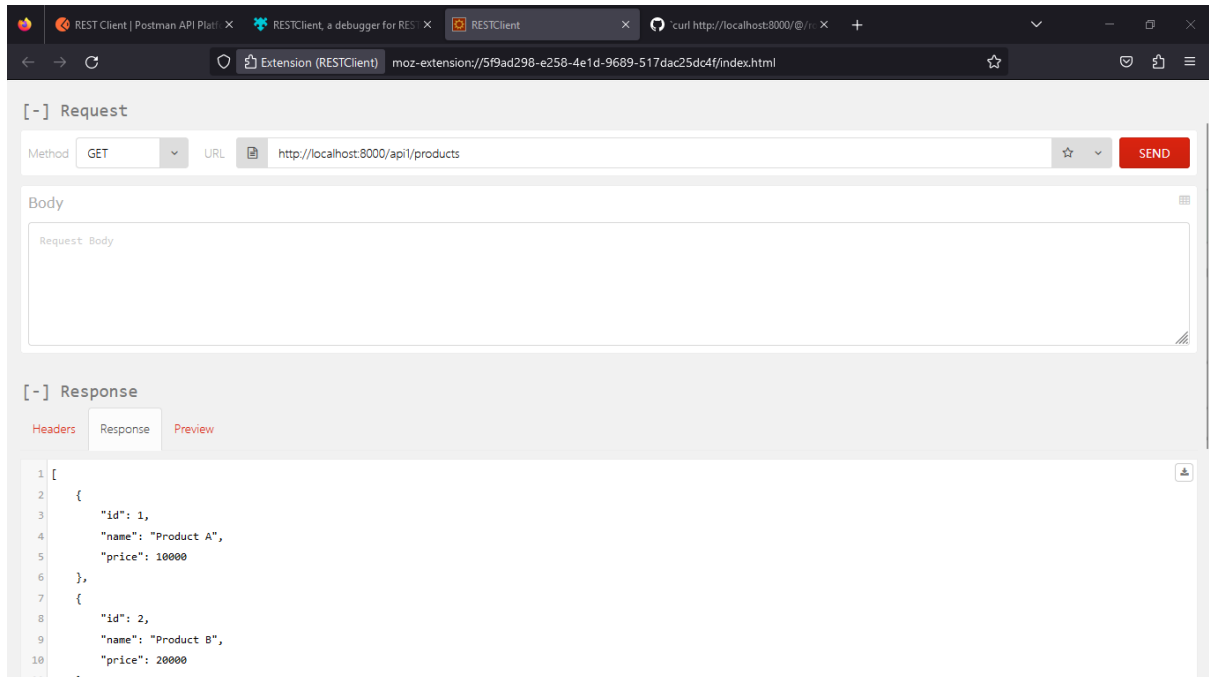 REST Client | Postman API Platf
RESTClient, a debugger for REST
RESTClient
`curl http://localhost:8000/@/ro
Extension (RESTClient)
moz-extension://5f9ad298-e258-4e1d-9689-517dac25dc4f/index.html
[-] Request
Method GET URL http://localhost:8000/api1/products SEND
Body
Request Body
[-] Response
Headers Response Preview
1 [
2 {
3 "id": 1,
4 "name": "Product A",
5 "price": 10000
6 },
7 {
8 "id": 2,
9 "name": "Product B",
10 "price": 20000